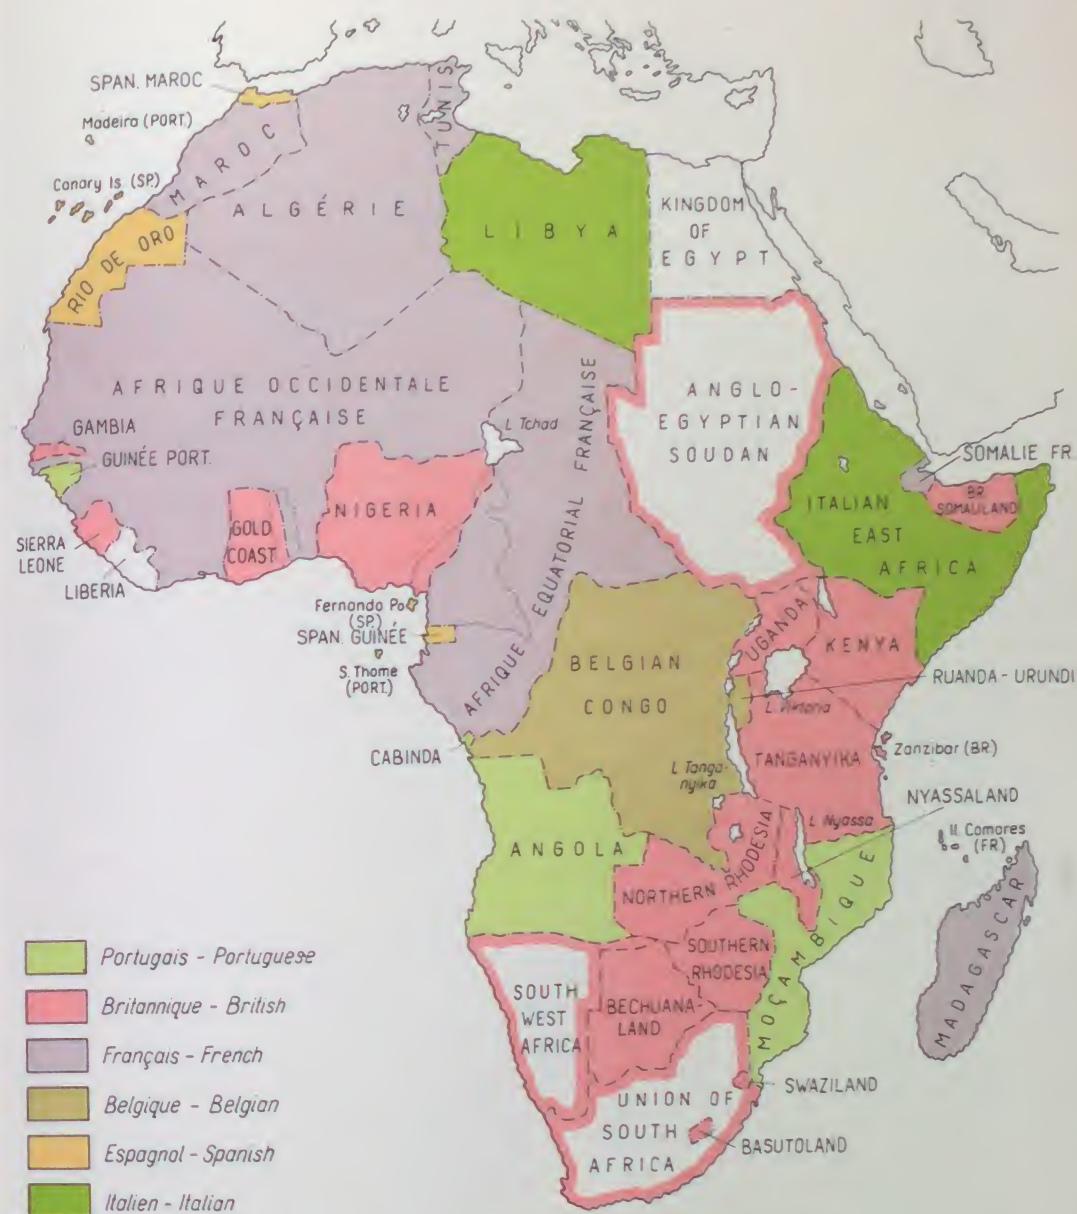 SPAN. MAROC
Madeira (PORT.)
Canary Is. (SP.)
MAROC
TUNIS
ALGÉRIE
LIBYA
KINGDOM
OF
EGYPT
RIO DE ORO
AFRIQUE OCCIDENTALE
FRANÇAISE
L. Tchad
AFRIQUE EQUATORIAL FRANÇAISE
ANGLO-
EGYPTIAN
SOUDAN
GAMBIA
GUINÉE PORT.
SOMALIE FR.
BR.
SOMALILAND
NIGERIA
ITALIAN
EAST
AFRICA
GOLD
COAST
SIERRA
LEONE
LIBERIA
Fernando Po
(SP.)
SPAN. GUINÉE
S. Thome
(PORT.)
UGANDA
KENYA
BELGIAN
CONGO
RUANDA - URUNDI
L. Viktoria
CABINDA
Zanzibar (BR)
TANGANYIKA
L. Tanga-
nyika
NYASSALAND
L. Nyassa
Il. Comares
(FR)
ANGOLA
NORTHERN RHODESIA
MOÇAMBIQUE
MADAGASCAR
SOUTHERN
RHODESIA
SOUTH
WEST
AFRICA
BECHUANA-
LAND
SWAZILAND
UNION OF
SOUTH
AFRICA
BASUTOLAND
Portugais - Portuguese
Britannique - British
Français - French
Belgique - Belgian
Espagnol - Spanish
Italien - Italian